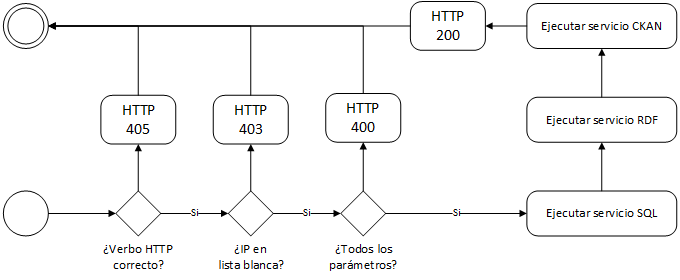 HTTP
200
Ejecutar servicio CKAN
HTTP
405
HTTP
403
HTTP
400
Ejecutar servicio RDF
Si
Si
Si
Ejecutar servicio SQL
¿Verbo HTTP
correcto?
¿IP en
lista blanca?
¿Todos los
parámetros?